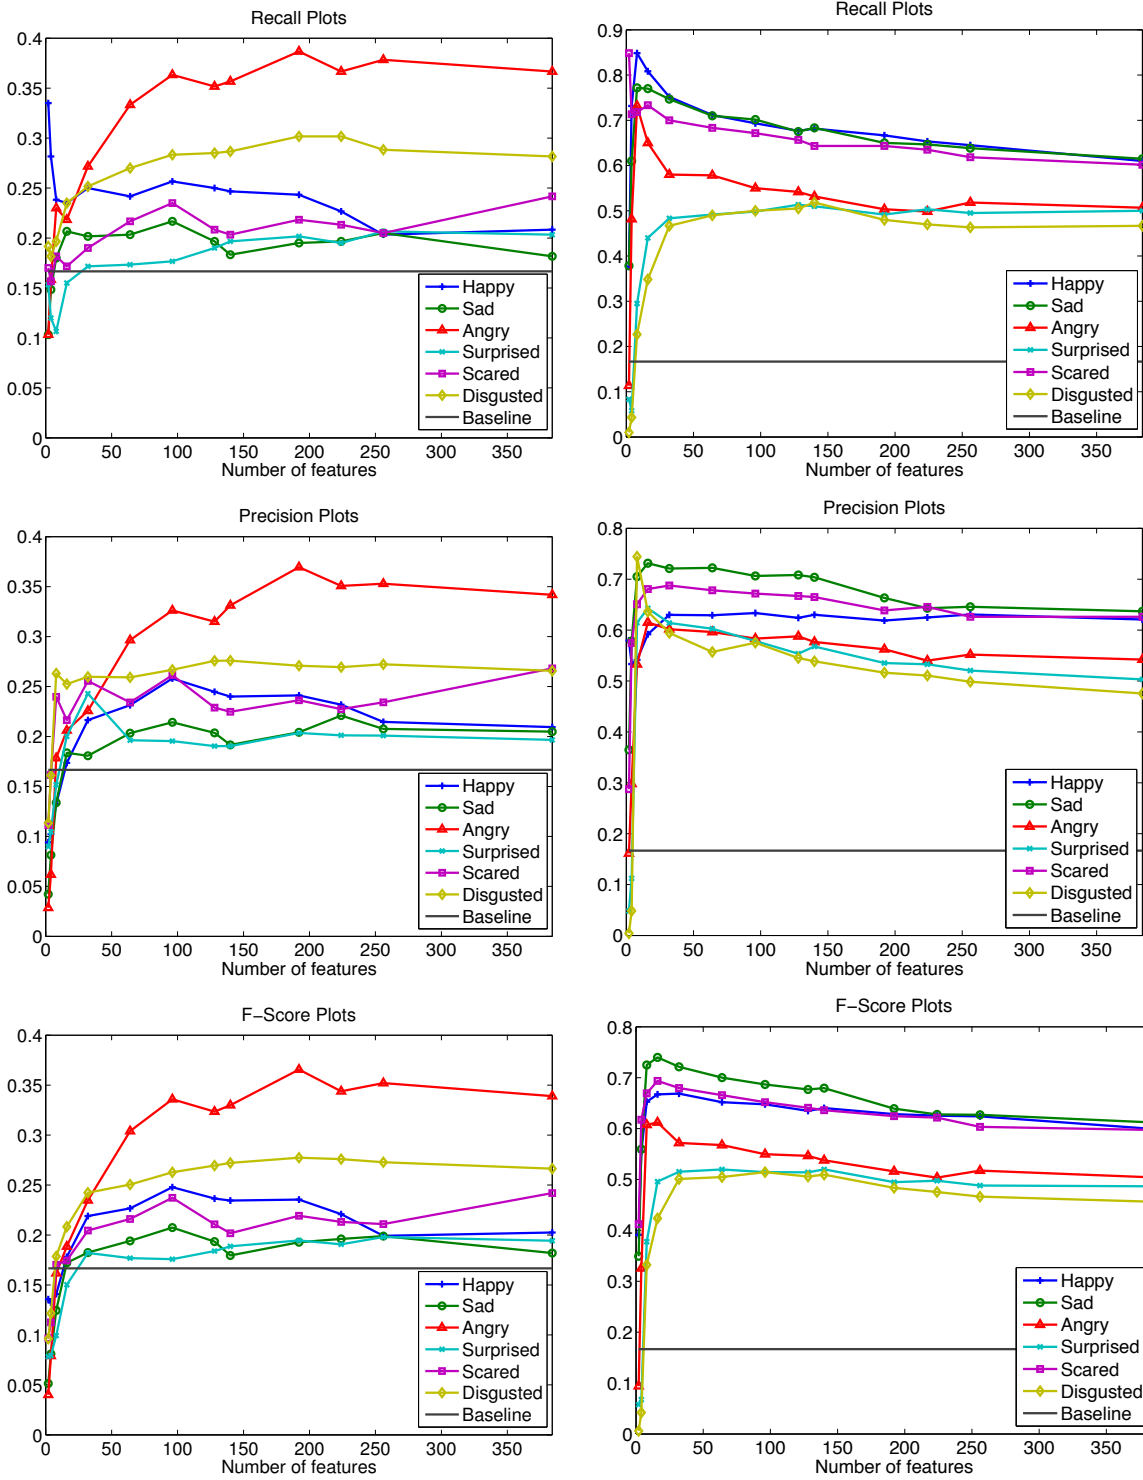 Recall Plots
0.4
0.35
0.3
0.25
0.2
0.15
0.1
0.05
0
0 50 100 150 200 250 300 350
Number of features
Happy
Sad
Angry
Surprised
Scared
Disgusted
Baseline
Recall Plots
0.9
0.8
0.7
0.6
0.5
0.4
0.3
0.2
0.1
0
0 50 100 150 200 250 300 350
Number of features
Happy
Sad
Angry
Surprised
Scared
Disgusted
Baseline
Precision Plots
0.4
0.35
0.3
0.25
0.2
0.15
0.1
0.05
0
0 50 100 150 200 250 300 350
Number of features
Happy
Sad
Angry
Surprised
Scared
Disgusted
Baseline
Precision Plots
0.8
0.7
0.6
0.5
0.4
0.3
0.2
0.1
0
0 50 100 150 200 250 300 350
Number of features
Happy
Sad
Angry
Surprised
Scared
Disgusted
Baseline
F−Score Plots
0.4
0.35
0.3
0.25
0.2
0.15
0.1
0.05
0
0 50 100 150 200 250 300 350
Number of features
Happy
Sad
Angry
Surprised
Scared
Disgusted
Baseline
F−Score Plots
0.8
0.7
0.6
0.5
0.4
0.3
0.2
0.1
0
0 50 100 150 200 250 300 350
Number of features
Happy
Sad
Angry
Surprised
Scared
Disgusted
Baseline